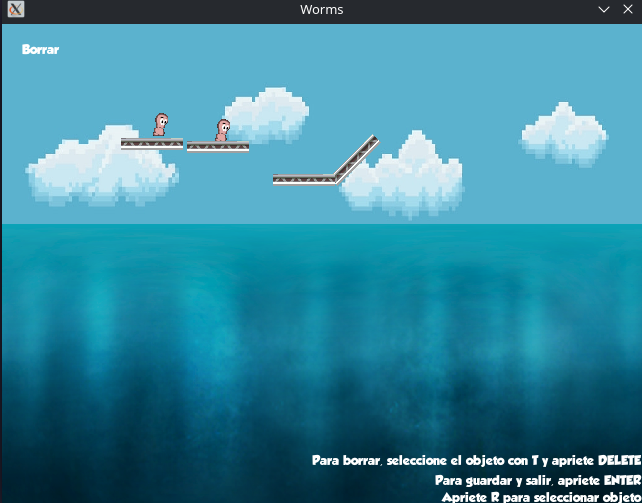 Worms
Borrar
Para borrar, seleccione el objeto con T y apriete DELETE
Para guardar y salir, apriete ENTER
Apriete R para seleccionar objeto